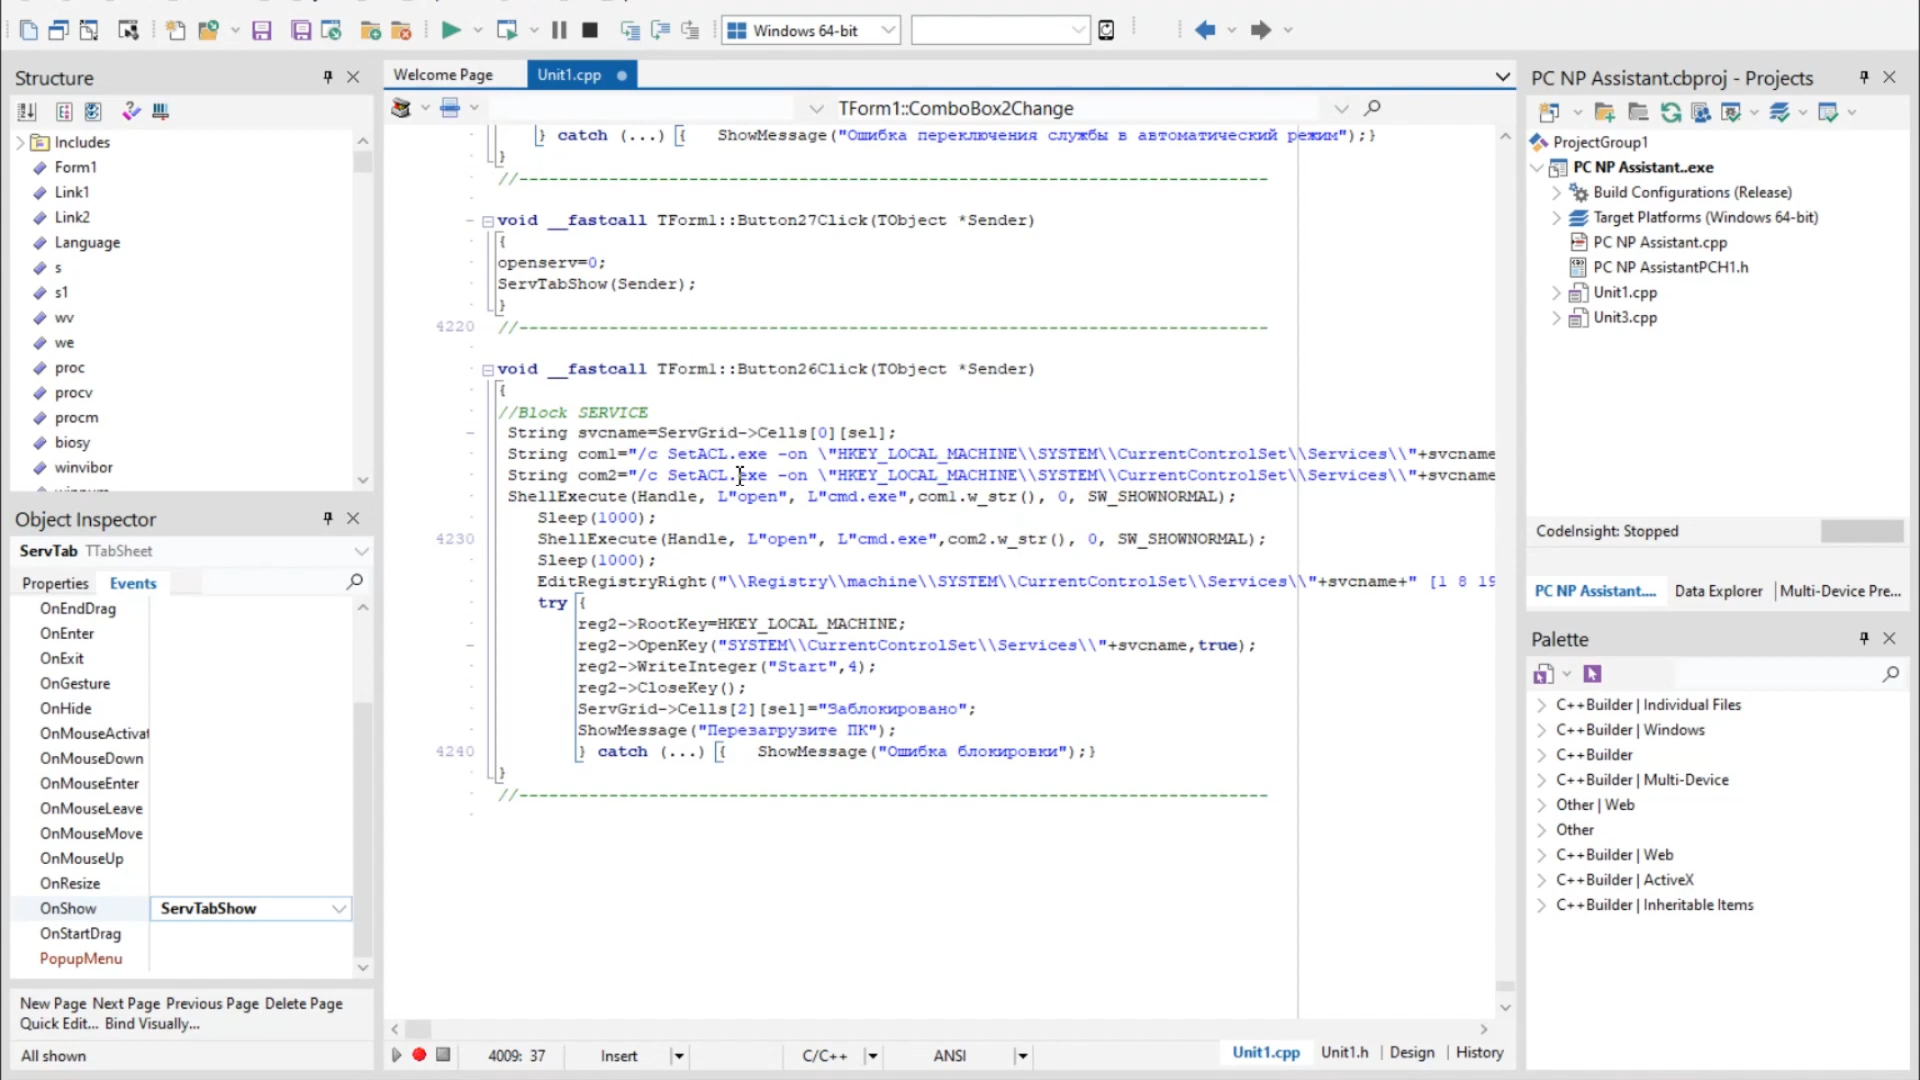 Windows 64-bit
Structure
Includes
Form1
Link1
Link2
Language
s
s1
wv
we
proc
procv
procm
biosy
winvibor
Object Inspector
ServTab TTabSheet
Properties Events
OnEndDrag
OnEnter
OnExit
OnGesture
OnHide
OnMouseActivat
OnMouseDown
OnMouseEnter
OnMouseLeave
OnMouseMove
OnMouseUp
OnResize
OnShow ServTabShow
OnStartDrag
PopupMenu
New Page Next Page Previous Page Delete Page
Quick Edit... Bind Visually...
All shown
Welcome Page Unit1.cpp
TForm1::ComboBox2Change
} catch (...) { ShowMessage("Ошибка переключения службы в автоматический режим");}
}
//---------------------------------------------------------------------------
void __fastcall TForm1::Button27Click(TObject *Sender)
{
openserv=0;
ServTabShow(Sender);
}
4220 //---------------------------------------------------------------------------
void __fastcall TForm1::Button26Click(TObject *Sender)
{
//Block SERVICE
String svcname=ServGrid->Cells[0][sel];
String com1="/c SetACL.exe -on \"HKEY_LOCAL_MACHINE\\SYSTEM\\CurrentControlSet\\Services\\"+svcname
String com2="/c SetACL.exe -on \"HKEY_LOCAL_MACHINE\\SYSTEM\\CurrentControlSet\\Services\\"+svcname
ShellExecute(Handle, L"open", L"cmd.exe",com1.w_str(), 0, SW_SHOWNORMAL);
Sleep(1000);
4230 ShellExecute(Handle, L"open", L"cmd.exe",com2.w_str(), 0, SW_SHOWNORMAL);
Sleep(1000);
EditRegistryRight("\\Registry\\machine\\SYSTEM\\CurrentControlSet\\Services\\"+svcname+" [1 8 19
try {
reg2->RootKey=HKEY_LOCAL_MACHINE;
reg2->OpenKey("SYSTEM\\CurrentControlSet\\Services\\"+svcname,true);
reg2->WriteInteger("Start",4);
reg2->CloseKey();
ServGrid->Cells[2][sel]="Заблокировано";
ShowMessage("Перезагрузите ПК");
4240 } catch (...) { ShowMessage("Ошибка блокировки");}
}
//---------------------------------------------------------------------------
4009: 37 Insert C/C++ ANSI Unit1.cpp Unit1.h Design History
PC NP Assistant.cbproj - Projects
ProjectGroup1
PC NP Assistant..exe
Build Configurations (Release)
Target Platforms (Windows 64-bit)
PC NP Assistant.cpp
PC NP AssistantPCH1.h
Unit1.cpp
Unit3.cpp
CodeInsight: Stopped
PC NP Assistant.... Data Explorer Multi-Device Pre...
Palette
C++Builder | Individual Files
C++Builder | Windows
C++Builder
C++Builder | Multi-Device
Other | Web
Other
C++Builder | Web
C++Builder | ActiveX
C++Builder | Inheritable Items